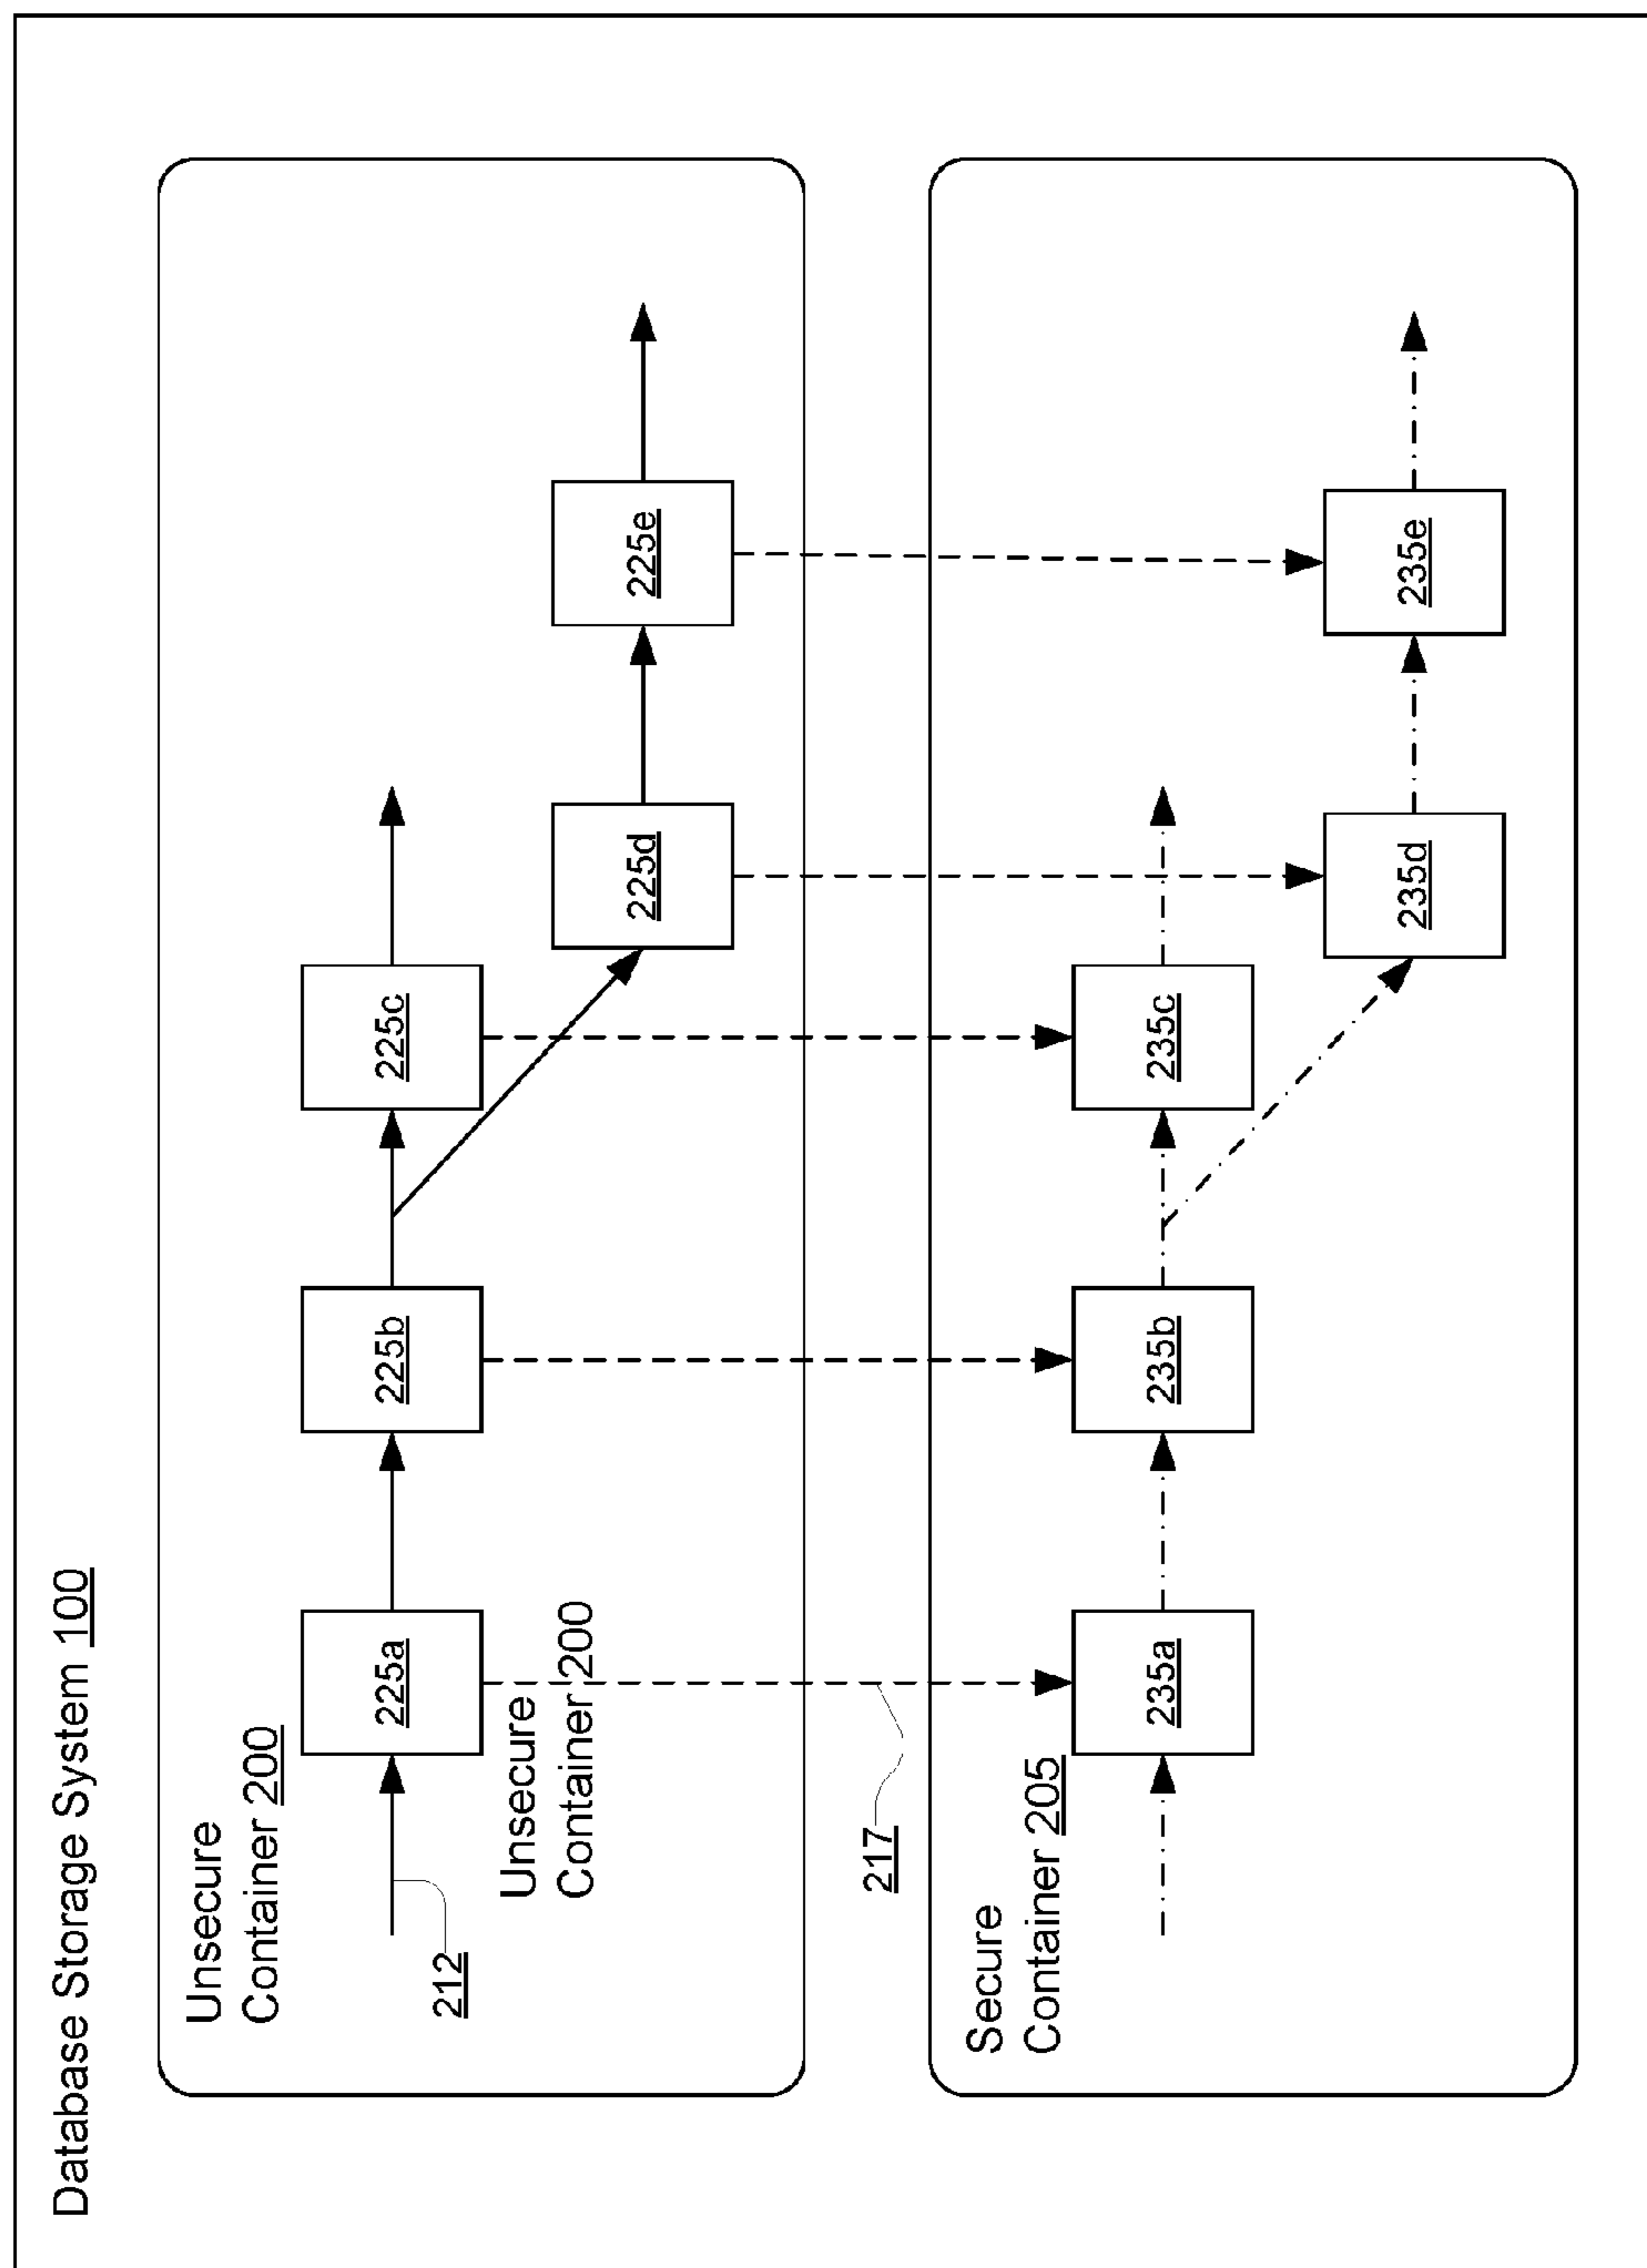 Database Storage System 100
Unsecure
Container 200
212
225a
225b
225c
225d
225e
Unsecure
Container 200
217
Secure
Container 205
235a
235b
235c
235d
235e